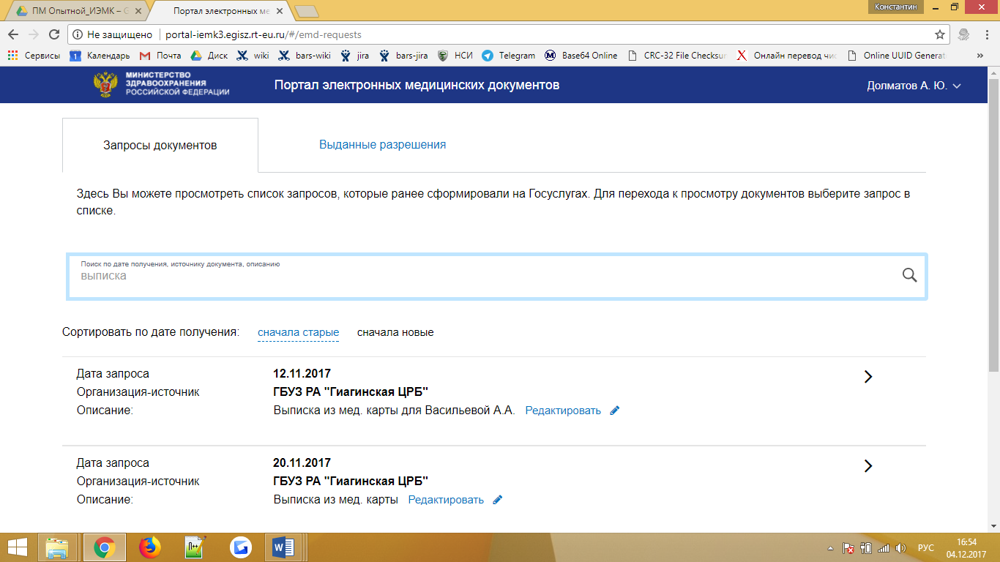 ПМ Опытной_ИЭМК – G
Портал электронных ме
Константин
Не защищено
portal-iemk3.egisz.rt-eu.ru/#/emd-requests
Сервисы
Календарь
Почта
Диск
wiki
bars-wiki
jira
bars-jira
НСИ
Telegram
Base64 Online
CRC-32 File Checksum
Онлайн перевод чис
Online UUID Generat
МИНИСТЕРСТВО
ЗДРАВООХРАНЕНИЯ
РОССИЙСКОЙ ФЕДЕРАЦИИ
Портал электронных медицинских документов
Долматов А. Ю.
Запросы документов
Выданные разрешения
Здесь Вы можете просмотреть список запросов, которые ранее сформировали на Госуслугах. Для перехода к просмотру документов выберите запрос в
списке.
Поиск по дате получения, источнику документа, описанию
выписка
Сортировать по дате получения: сначала старые сначала новые
Дата запроса 12.11.2017
Организация-источник ГБУЗ РА "Гиагинская ЦРБ"
Описание: Выписка из мед. карты для Васильевой А.А. Редактировать
Дата запроса 20.11.2017
Организация-источник ГБУЗ РА "Гиагинская ЦРБ"
Описание: Выписка из мед. карты Редактировать
РУС
16:54
04.12.2017